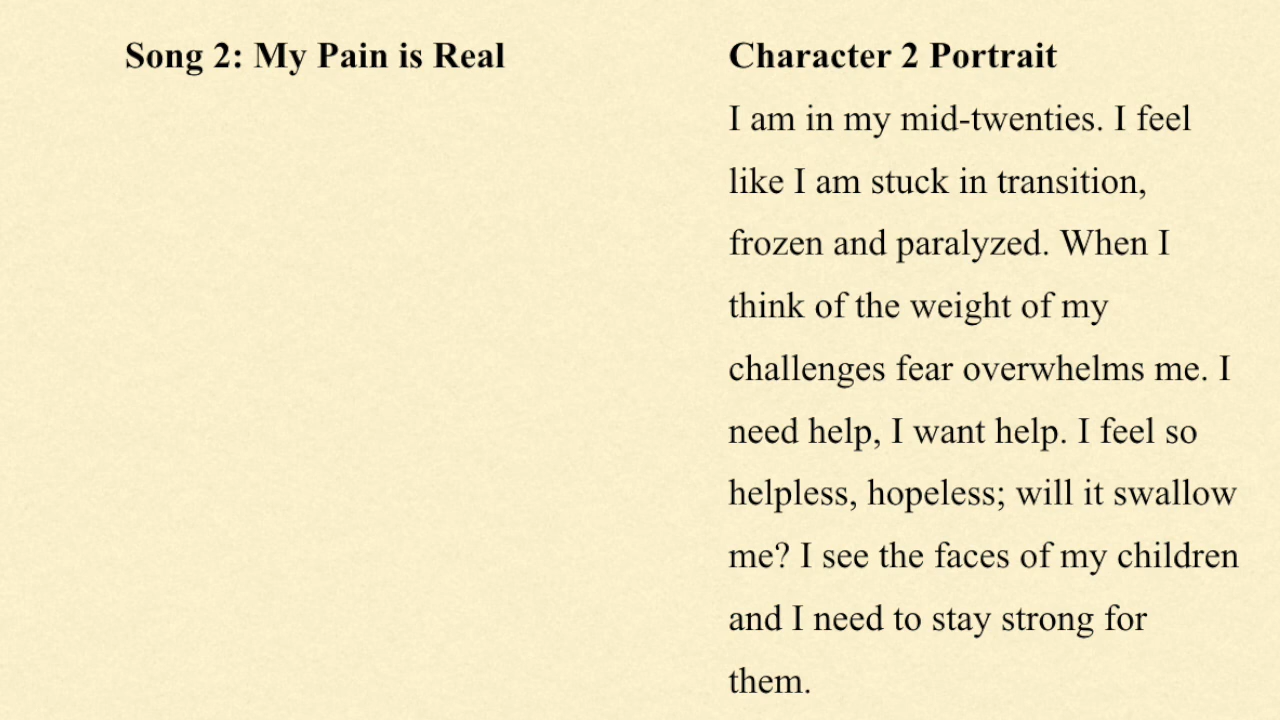 Song 2: My Pain is Real
Character 2 Portrait
I am in my mid-twenties. I feel
like I am stuck in transition,
frozen and paralyzed. When I
think of the weight of my
challenges fear overwhelms me. I
need help, I want help. I feel so
helpless, hopeless; will it swallow
me? I see the faces of my children
and I need to stay strong for
them.